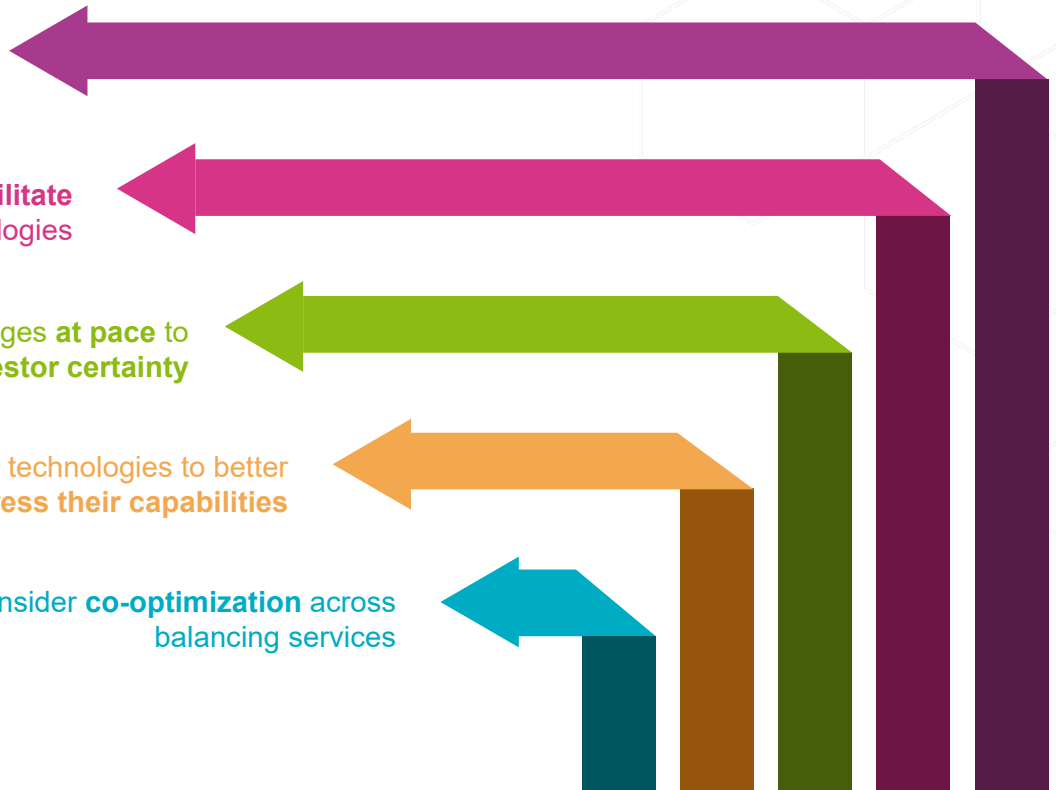 ilitate
logies
ges at pace to
estor certainty
technologies to better
ress their capabilities
nsider co-optimization across
balancing services